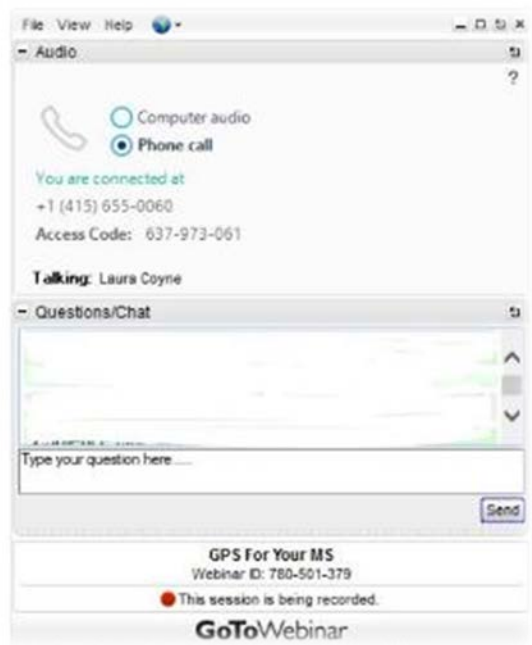 File View Help
- Audio
?
Computer audio
Phone call
You are connected at
+1 (415) 655-0060
Access Code: 637-973-061
Talking: Laura Coyne
- Questions/Chat
Type your question here.....
Send
GPS For Your MS
Webinar ID: 780-501-379
This session is being recorded.
GoToWebinar